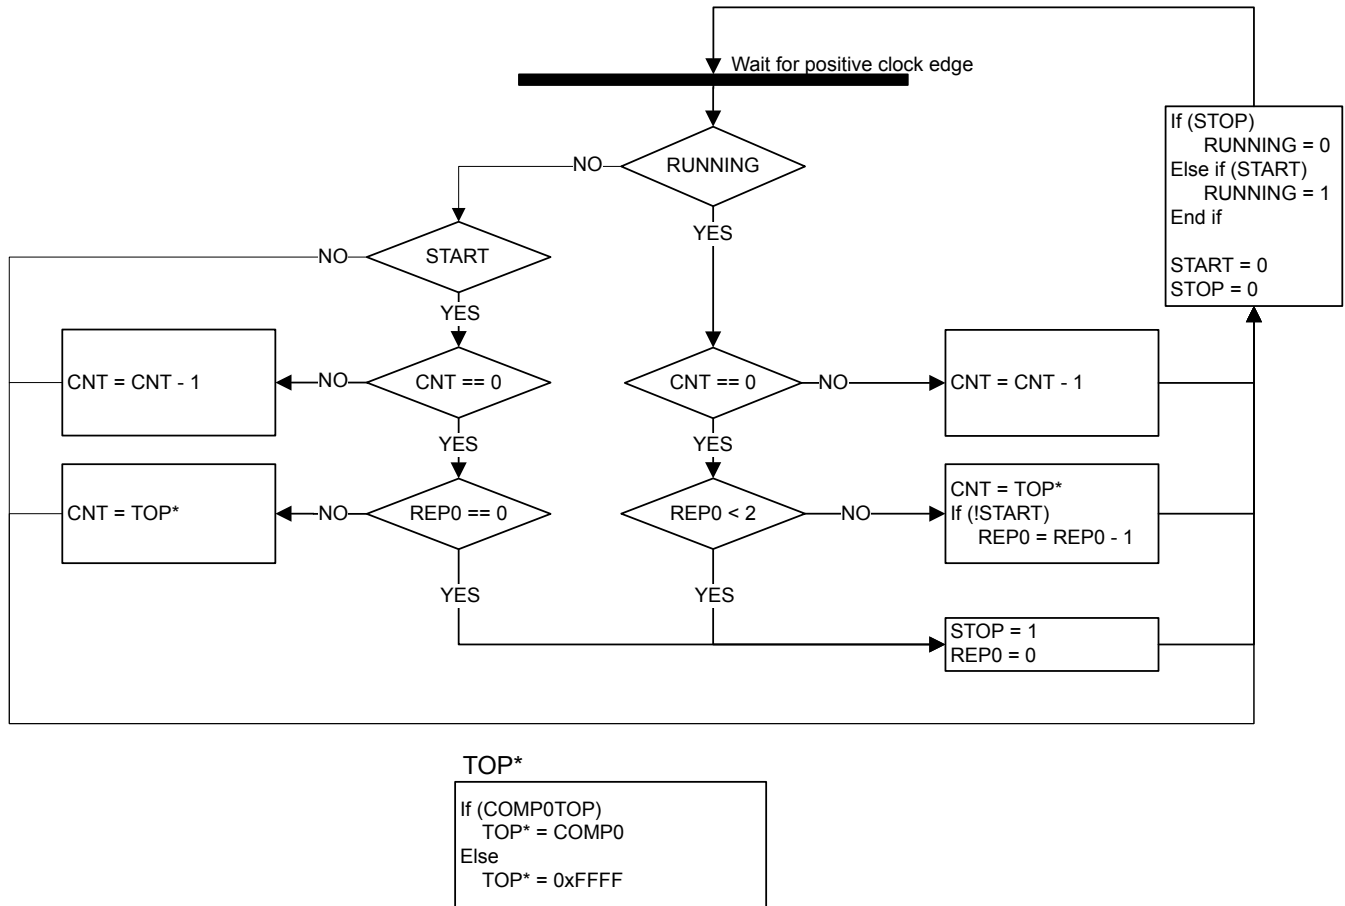 Wait for positive clock edge
If (STOP)
RUNNING = 0
Else if (START)
RUNNING = 1
End if
START = 0
STOP = 0
RUNNING
NO
YES
START
NO
YES
CNT = CNT - 1
NO
CNT == 0
YES
CNT == 0
NO
CNT = CNT - 1
YES
CNT = TOP*
NO
REP0 == 0
YES
REP0 < 2
NO
CNT = TOP*
If (!START)
REP0 = REP0 - 1
YES
STOP = 1
REP0 = 0
TOP*
If (COMP0TOP)
TOP* = COMP0
Else
TOP* = 0xFFFF